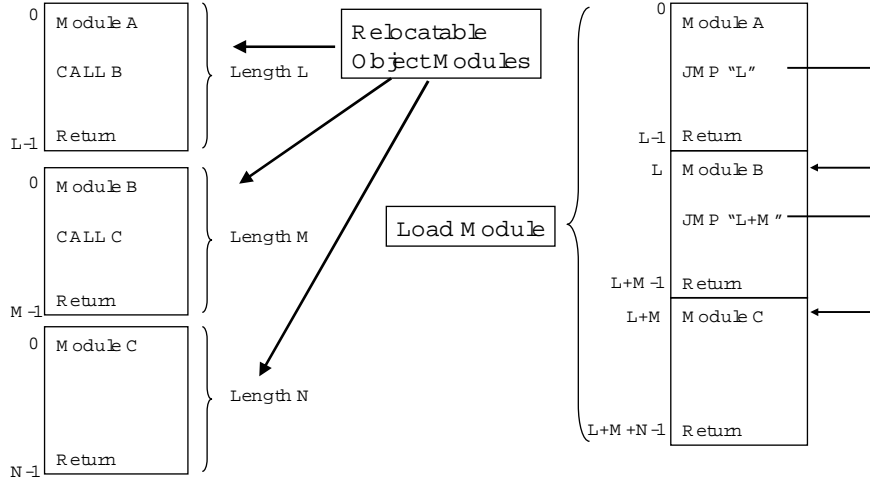 0
Module A
CALL B
Length L
Return
L-1
0
Module B
CALL C
Length M
Return
M-1
0
Module C
Length N
Return
N-1
Relocatable
Object Modules
Load Module
0
Module A
JMP “L”
L-1
Return
L
Module B
JMP “L+M”
L+M-1
Return
L+M
Module C
L+M+N-1
Return